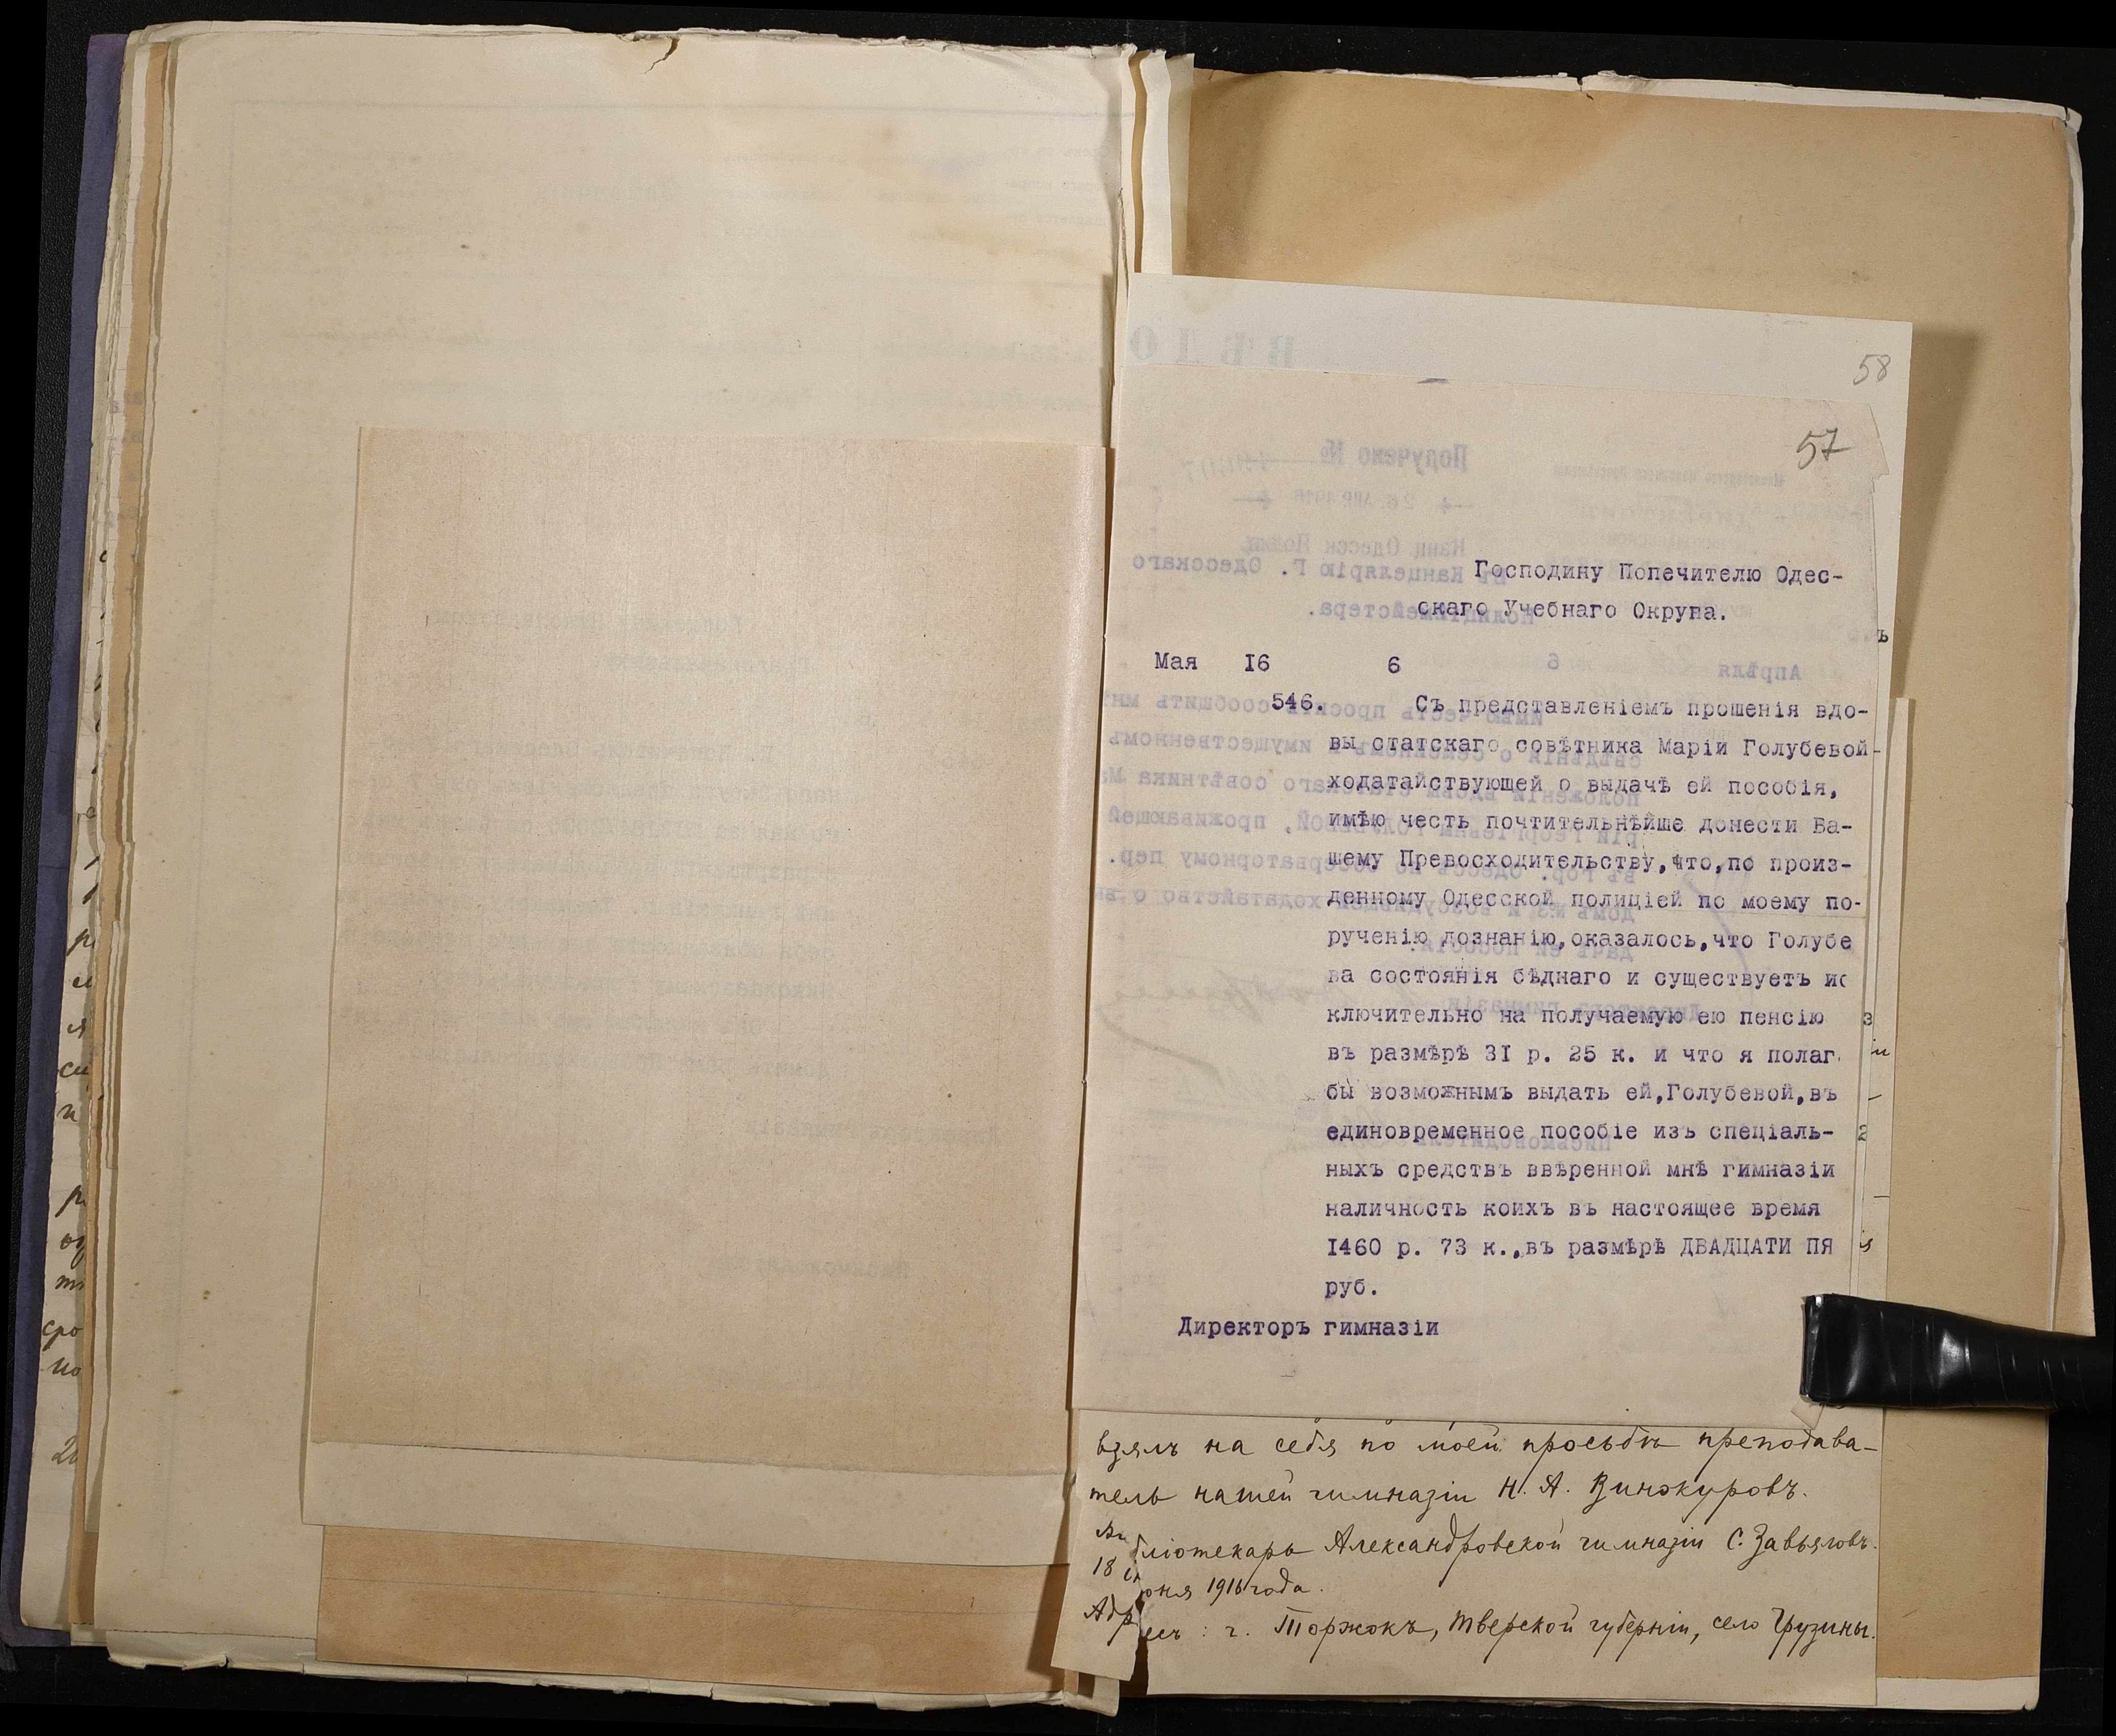 58
57
Господину Попечителю Одес-
скаго Учебнаго Округа.
Мая 16 6
546. Съ представленіемъ прошенія вдо-
вы статскаго совѣтника Маріи Голубевой-
ходатайствующей о выдачѣ ей пособія,
имѣю честь почтительнѣйше донести Ва-
шему Превосходительству, что, по произ-
денному Одесской полиціей по моему по-
рученію дознанію, оказалось, что Голубе
ва состоянія бѣднаго и существуетъ ис
ключительно на получаемую ею пенсію
въ размѣрѣ 31 р. 25 к. и что я полаг
бы возможнымъ выдать ей, Голубевой, въ
единовременное пособіе изъ спеціаль-
ныхъ средствъ ввѣренной мнѣ гимназіи
наличность коихъ въ настоящее время
1460 р. 73 к., въ размѣрѣ ДВАДЦАТИ ПЯ
руб.
Директоръ гимназіи
взялъ на себя по моей просьбѣ преподава-
тель нашей гимназіи Н. А. Винокуровъ.
Библіотекарь Александровской гимназіи С. Завьяловъ.
18 іюня 1916 года.
Адресъ: г. Торжокъ, Тверской губерніи, село Грузины.